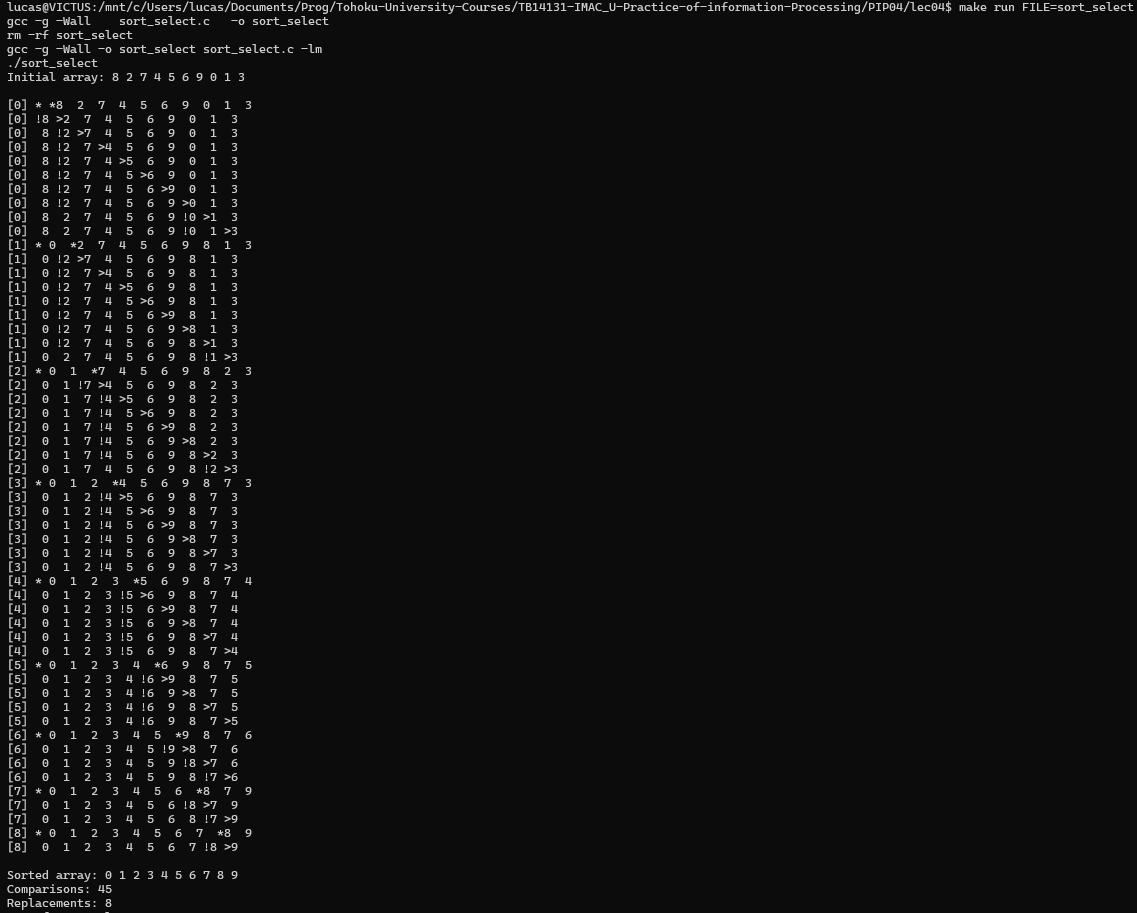 lucas@VICTUS:/mnt/c/Users/lucas/Documents/Prog/Tohoku-University-Courses/TB14131-IMAC_U-Practice-of-information-Processing/PIP04/lec04$ make run FILE=sort_select
gcc -g -Wall    sort_select.c   -o sort_select
rm -rf sort_select
gcc -g -Wall -o sort_select sort_select.c -lm
./sort_select
Initial array: 8 2 7 4 5 6 9 0 1 3

[0] * *8  2  7  4  5  6  9  0  1  3
[0] !8 >2  7  4  5  6  9  0  1  3
[0]  8 !2 >7  4  5  6  9  0  1  3
[0]  8 !2  7 >4  5  6  9  0  1  3
[0]  8 !2  7  4 >5  6  9  0  1  3
[0]  8 !2  7  4  5 >6  9  0  1  3
[0]  8 !2  7  4  5  6 >9  0  1  3
[0]  8 !2  7  4  5  6  9 >0  1  3
[0]  8  2  7  4  5  6  9 !0 >1  3
[0]  8  2  7  4  5  6  9 !0  1 >3
[1] * 0  *2  7  4  5  6  9  8  1  3
[1]  0 !2 >7  4  5  6  9  8  1  3
[1]  0 !2  7 >4  5  6  9  8  1  3
[1]  0 !2  7  4 >5  6  9  8  1  3
[1]  0 !2  7  4  5 >6  9  8  1  3
[1]  0 !2  7  4  5  6 >9  8  1  3
[1]  0 !2  7  4  5  6  9 >8  1  3
[1]  0 !2  7  4  5  6  9  8 >1  3
[1]  0  2  7  4  5  6  9  8 !1 >3
[2] * 0  1  *7  4  5  6  9  8  2  3
[2]  0  1 !7 >4  5  6  9  8  2  3
[2]  0  1  7 !4 >5  6  9  8  2  3
[2]  0  1  7 !4  5 >6  9  8  2  3
[2]  0  1  7 !4  5  6 >9  8  2  3
[2]  0  1  7 !4  5  6  9 >8  2  3
[2]  0  1  7 !4  5  6  9  8 >2  3
[2]  0  1  7  4  5  6  9  8 !2 >3
[3] * 0  1  2  *4  5  6  9  8  7  3
[3]  0  1  2 !4 >5  6  9  8  7  3
[3]  0  1  2 !4  5 >6  9  8  7  3
[3]  0  1  2 !4  5  6 >9  8  7  3
[3]  0  1  2 !4  5  6  9 >8  7  3
[3]  0  1  2 !4  5  6  9  8 >7  3
[3]  0  1  2 !4  5  6  9  8  7 >3
[4] * 0  1  2  3  *5  6  9  8  7  4
[4]  0  1  2  3 !5 >6  9  8  7  4
[4]  0  1  2  3 !5  6 >9  8  7  4
[4]  0  1  2  3 !5  6  9 >8  7  4
[4]  0  1  2  3 !5  6  9  8 >7  4
[4]  0  1  2  3 !5  6  9  8  7 >4
[5] * 0  1  2  3  4  *6  9  8  7  5
[5]  0  1  2  3  4 !6 >9  8  7  5
[5]  0  1  2  3  4 !6  9 >8  7  5
[5]  0  1  2  3  4 !6  9  8 >7  5
[5]  0  1  2  3  4 !6  9  8  7 >5
[6] * 0  1  2  3  4  5  *9  8  7  6
[6]  0  1  2  3  4  5 !9 >8  7  6
[6]  0  1  2  3  4  5  9 !8 >7  6
[6]  0  1  2  3  4  5  9  8 !7 >6
[7] * 0  1  2  3  4  5  6  *8  7  9
[7]  0  1  2  3  4  5  6 !8 >7  9
[7]  0  1  2  3  4  5  6  8 !7 >9
[8] * 0  1  2  3  4  5  6  7  *8  9
[8]  0  1  2  3  4  5  6  7 !8 >9

Sorted array: 0 1 2 3 4 5 6 7 8 9
Comparisons: 45
Replacements: 8